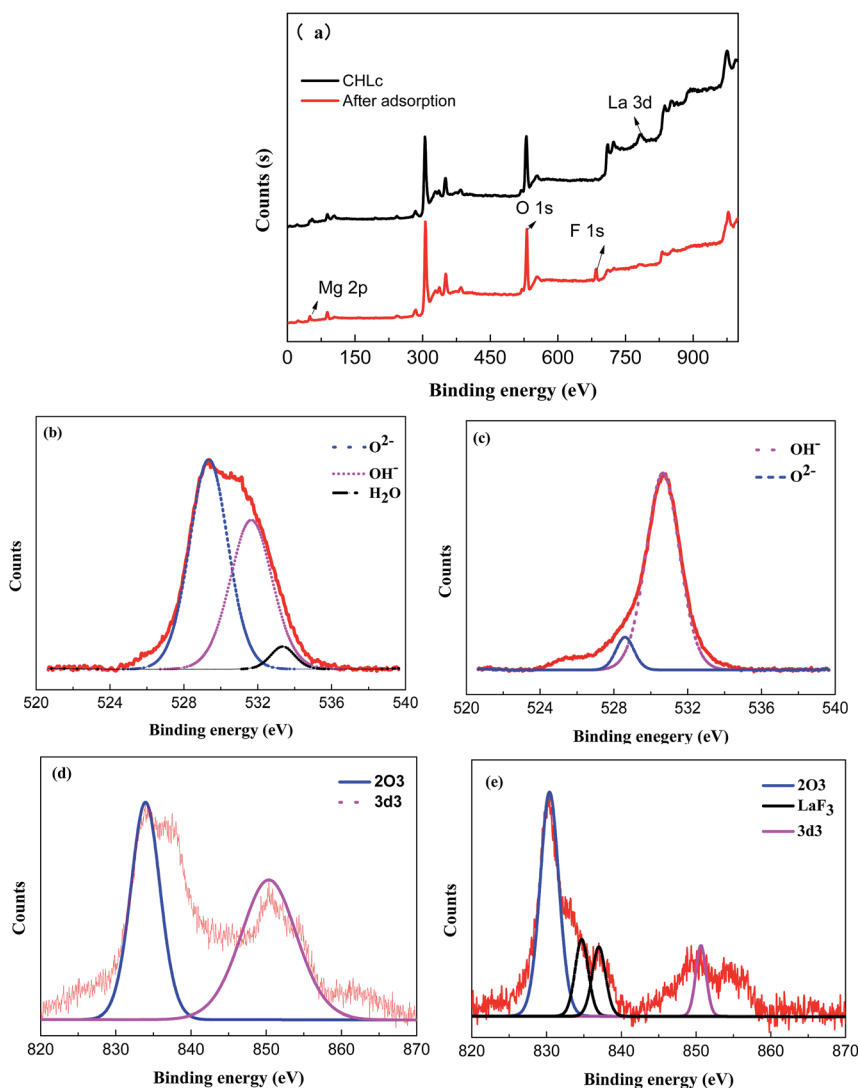 ( a)
CHLc
After adsorption
La 3d
O 1s
F 1s
Mg 2p
Counts (s)
0 150 300 450 600 750 900
Binding energy (eV)
(b)
O2-
OH-
H2O
Counts
520 524 528 532 536 540
Binding energy (eV)
(c)
OH-
O2-
Counts
520 524 528 532 536 540
Binding enegery (eV)
(d)
2O3
3d3
Counts
820 830 840 850 860 870
Binding energy (eV)
(e)
2O3
LaF3
3d3
Counts
820 830 840 850 860 870
Binding energy (eV)